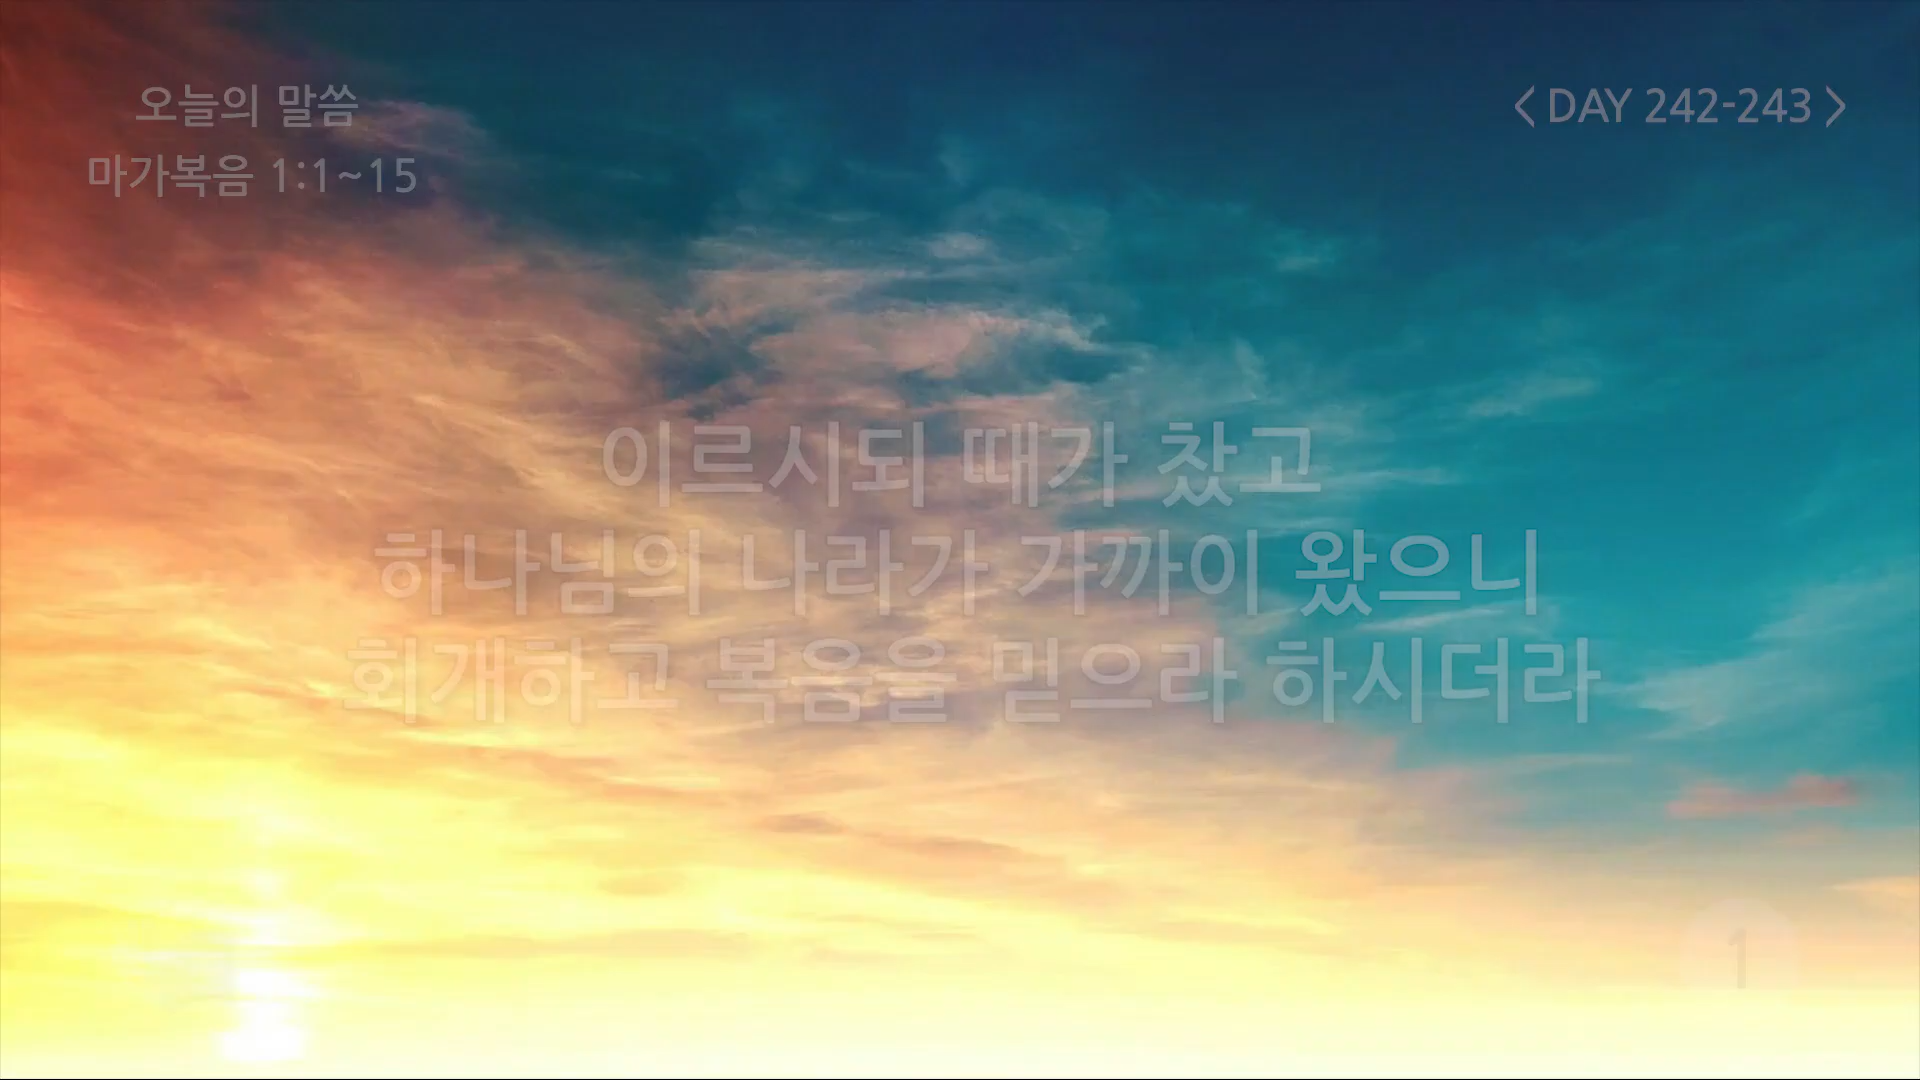 오늘의 말씀
마가복음 1:1~15
<DAY 242-243>
이르시되 때가 찼고
하나님의 나라가 가까이 왔으니
회개하고 복음을 믿으라 하시더라
1